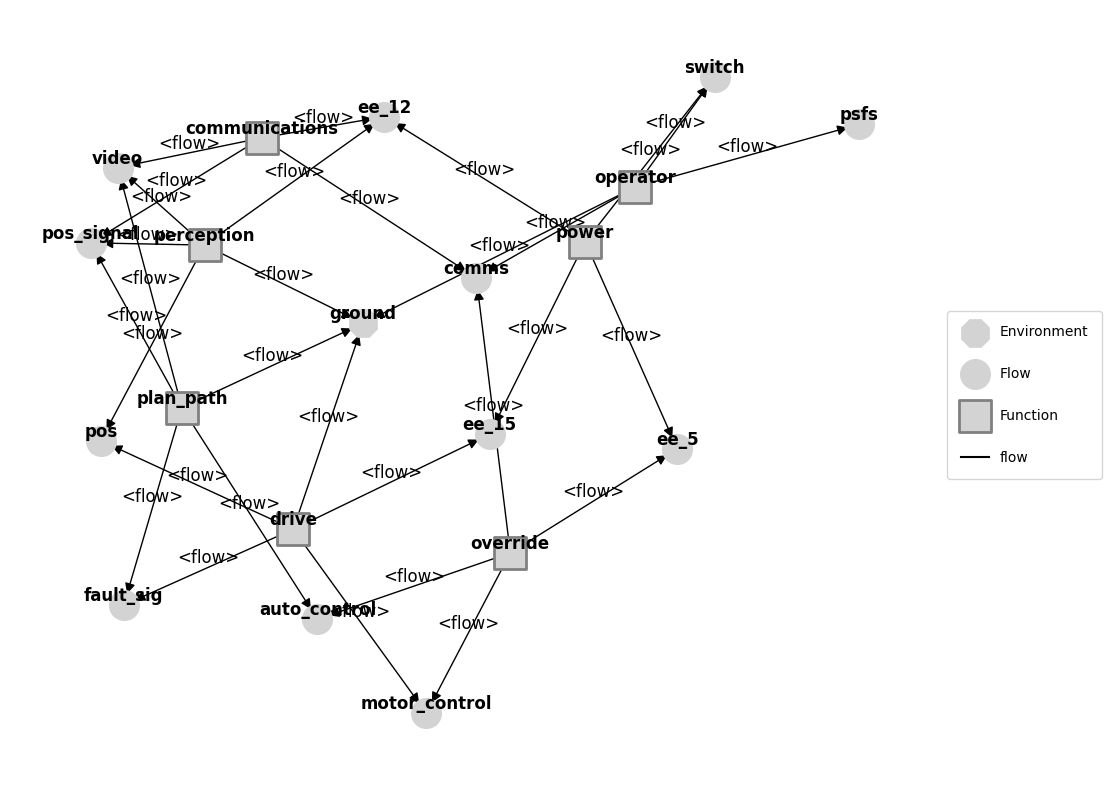 switch
ee_12
psfs
<flow>
<flow>
communications
<flow>
<flow>
video
<flow>
<flow>
<flow>
<flow>
operator
<flow>
<flow>
<flow>
pos_signal
<flow>
perception
power
<flow>
comms
<flow>
<flow>
ground
<flow>
<flow>
<flow>
<flow>
<flow>
plan_path
<flow>
<flow>
ee_15
pos
ee_5
<flow>
<flow>
<flow>
<flow>
<flow>
drive
override
<flow>
<flow>
fault_sig
auto_control
<flow>
<flow>
motor_control
Environment
Flow
Function
flow